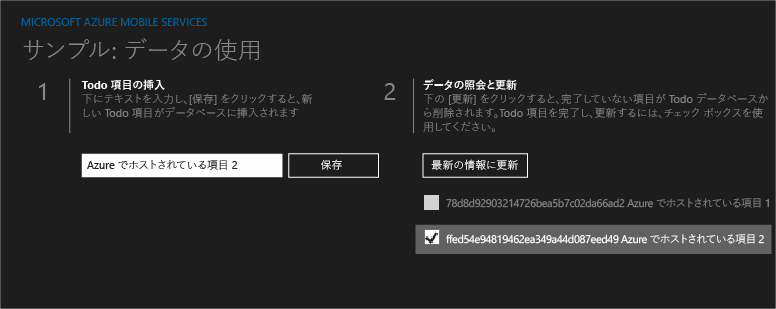 MICROSOFT AZURE MOBILE SERVICES
サンプル: データの使用
1
Todo 項目の挿入
下にテキストを入力し、[保存] をクリックすると、新
しい Todo 項目がデータベースに挿入されます
Azure でホストされている項目 2
保存
2
データの照会と更新
下の [更新] をクリックすると、完了していない項目が Todo データベースか
ら削除されます。Todo 項目を完了し、更新するには、チェック ボックスを使
用してください。
最新の情報に更新
78d8d92903214726bea5b7c02da66ad2 Azure でホストされている項目 1
ffed54e94819462ea349a44d087eed49 Azure でホストされている項目 2